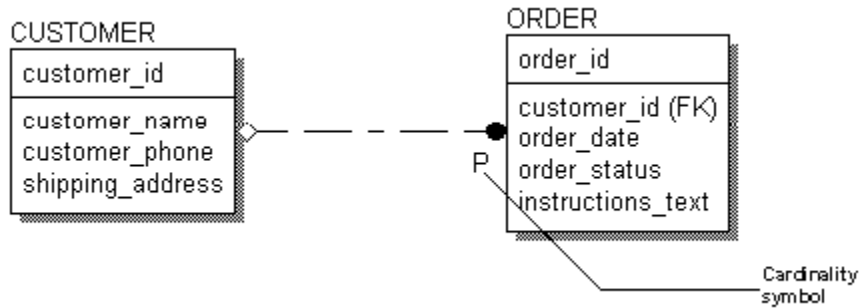 CUSTOMER
customer_id
customer_name
customer_phone
shipping_address
ORDER
order_id
customer_id (FK)
order_date
order_status
instructions_text
P
Cardinality
symbol